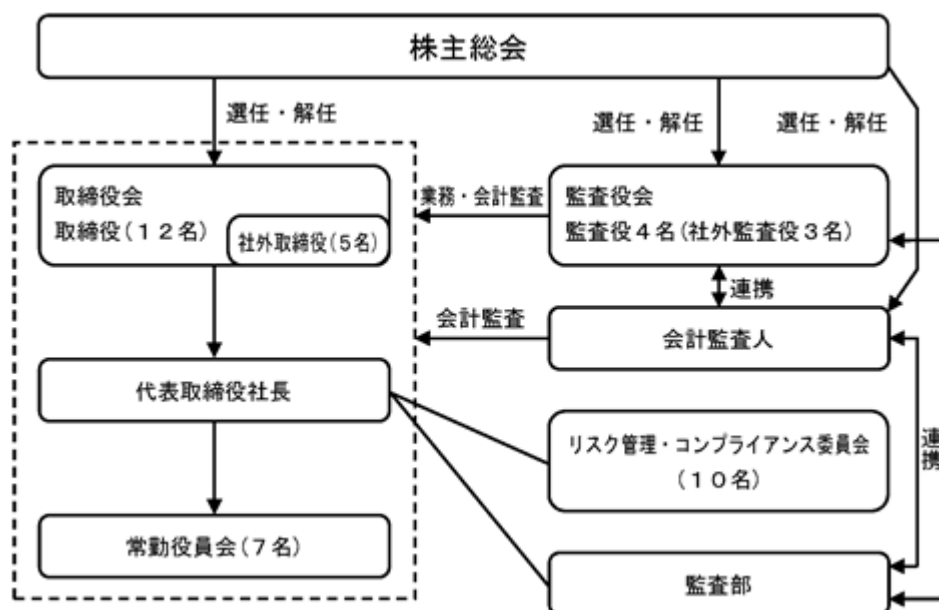 株主総会
選任・解任
選任・解任
選任・解任
取締役会
取締役(12名)
社外取締役(5名)
業務・会計監査
監査役会
監査役4名(社外監査役3名)
連携
会計監査
会計監査人
代表取締役社長
リスク管理・コンプライアンス委員会
(10名)
連携
常勤役員会(7名)
監査部